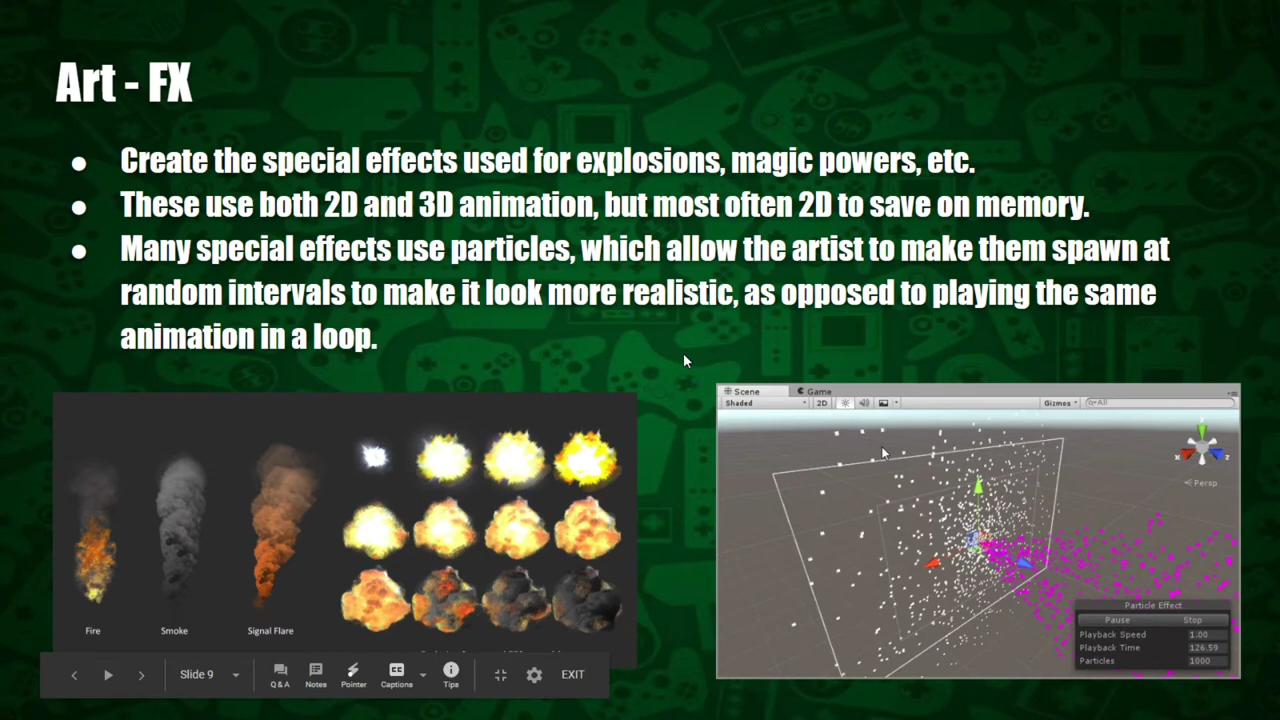 Art - FX
● Create the special effects used for explosions, magic powers, etc.
● These use both 2D and 3D animation, but most often 2D to save on memory.
● Many special effects use particles, which allow the artist to make them spawn at
random intervals to make it look more realistic, as opposed to playing the same
animation in a loop.
Fire Smoke Signal Flare
Scene Game
Shaded 2D Gizmos All
Persp
Particle Effect
Pause Stop
Playback Speed 1.00
Playback Time 126.59
Particles 1000
Slide 9 Q & A Notes Pointer Captions Tips EXIT